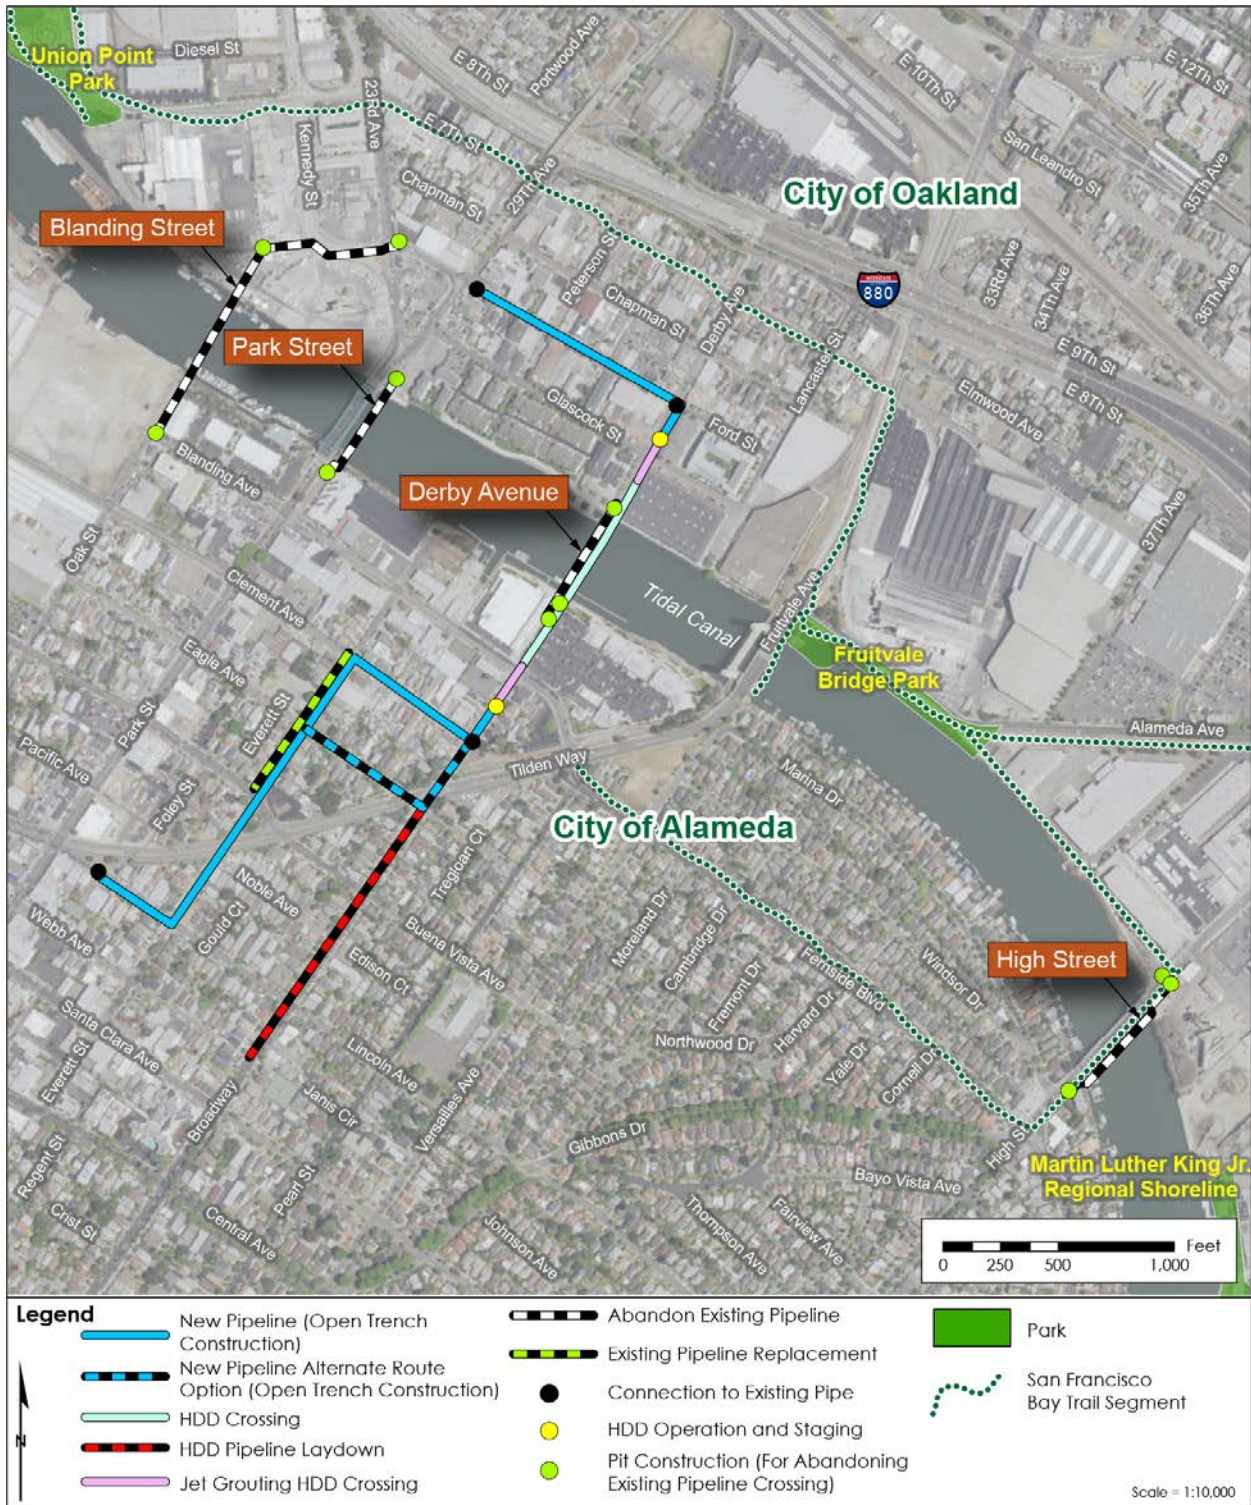 Union Point
Park
Diesel St
E 8Th St
Portwood Ave
E 10Th St
E 12Th St
23Rd Ave
Kennedy St
E 7Th St
29Th Ave
Chapman St
San Leandro St
35Th Ave
City of Oakland
Blanding Street
Peterson St
INTERSTATE
880
33Rd Ave
34Th Ave
36Th Ave
Chapman St
Derby Ave
Park Street
Lancaster St
E 9Th St
E 8Th St
Elmwood Ave
Glascock St
Ford St
Blanding Ave
Derby Avenue
37Th Ave
Oak St
Clement Ave
Tidal Canal
Fruitvale Ave
Eagle Ave
Fruitvale
Bridge Park
Everett St
Park St
Alameda Ave
Pacific Ave
Tilden Way
Marina Dr
Foley St
City of Alameda
Tregloan Ct
Noble Ave
Gould Ct
Webb Ave
Buena Vista Ave
Moreland Dr
Cambridge Dr
Edison Ct
Fernside Blvd
Windsor Dr
High Street
Fremont Dr
Harvard Dr
Santa Clara Ave
Northwood Dr
Yale Dr
Cornell Dr
Everett St
Lincoln Ave
Broadway
Janis Cir
Versailles Ave
Gibbons Dr
High St
Regent St
Pearl St
Bayo Vista Ave
Martin Luther King Jr.
Regional Shoreline
Crist St
Central Ave
Johnson Ave
Thompson Ave
Fairview Ave
Feet
0 250 500 1,000
Legend
New Pipeline (Open Trench
Construction)
New Pipeline Alternate Route
Option (Open Trench Construction)
HDD Crossing
HDD Pipeline Laydown
Jet Grouting HDD Crossing
N
Abandon Existing Pipeline
Existing Pipeline Replacement
Connection to Existing Pipe
HDD Operation and Staging
Pit Construction (For Abandoning
Existing Pipeline Crossing)
Park
San Francisco
Bay Trail Segment
Scale = 1:10,000